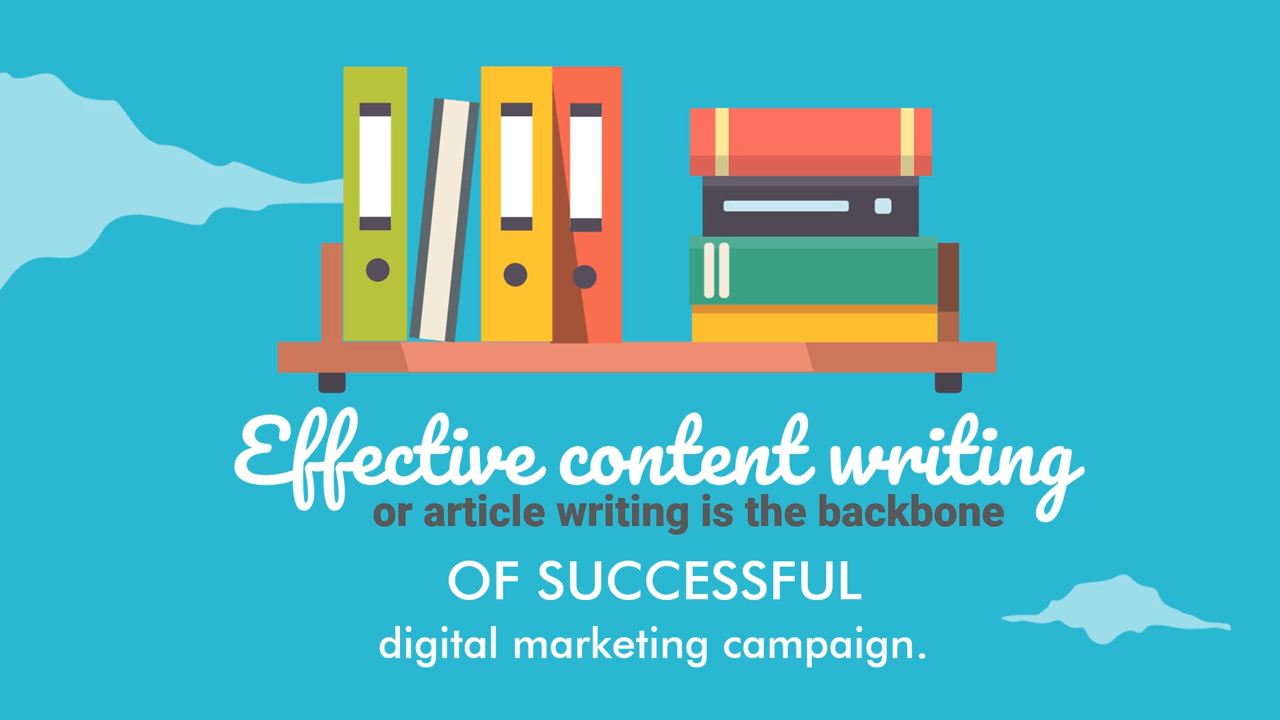 Effective content writing
or article writing is the backbone
OF SUCCESSFUL
digital marketing campaign.